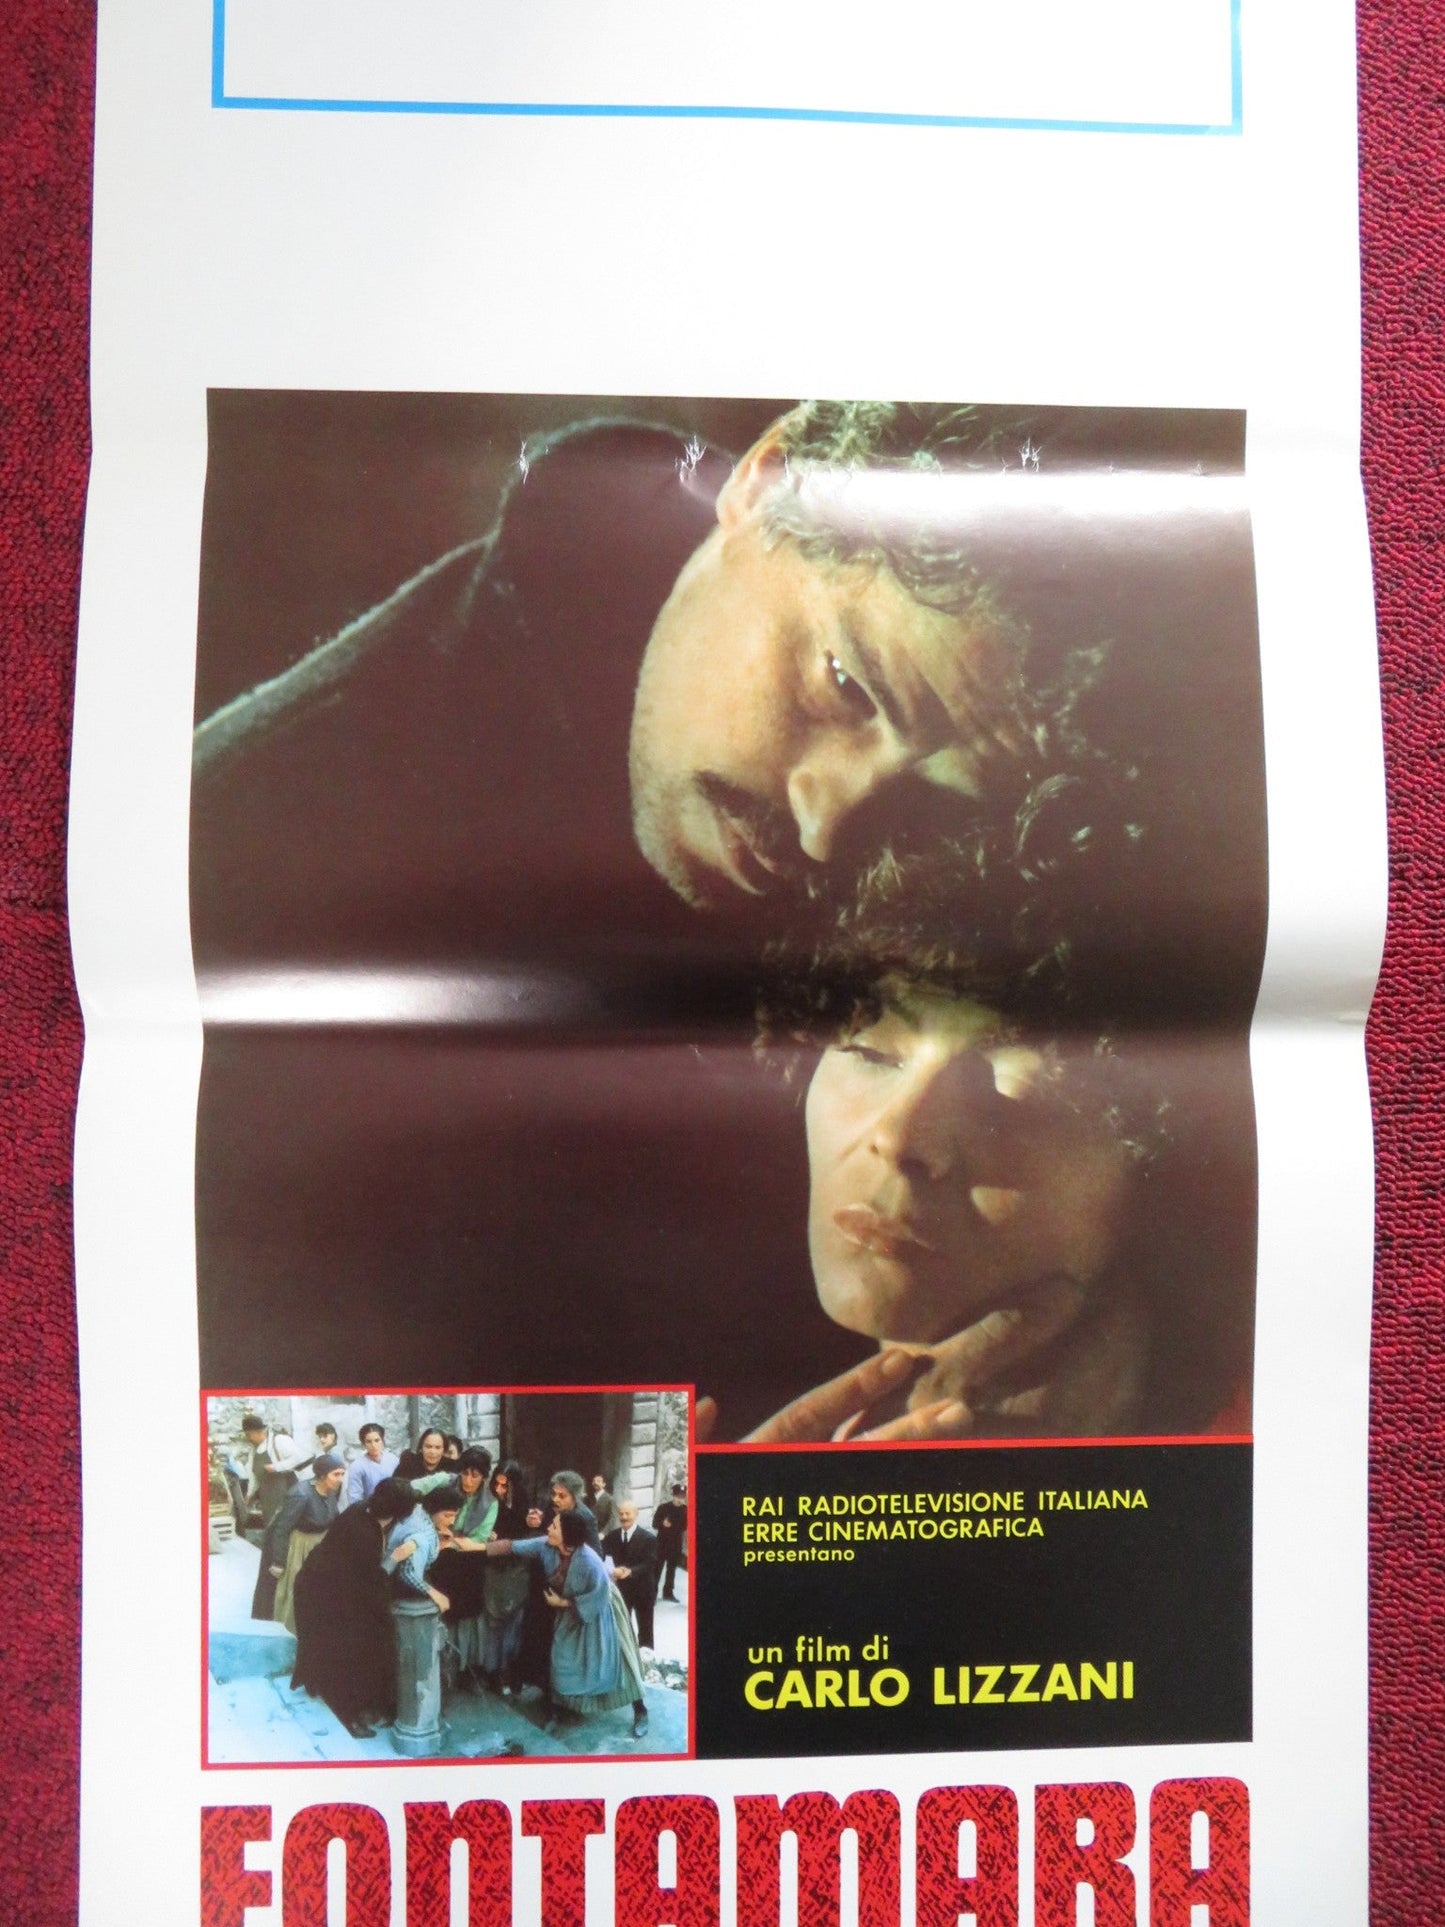 RAI RADIOTELEVISIONE ITALIANA
ERRE CINEMATOGRAFICA
presentano
un film di
CARLO LIZZANI
FONTAMARA